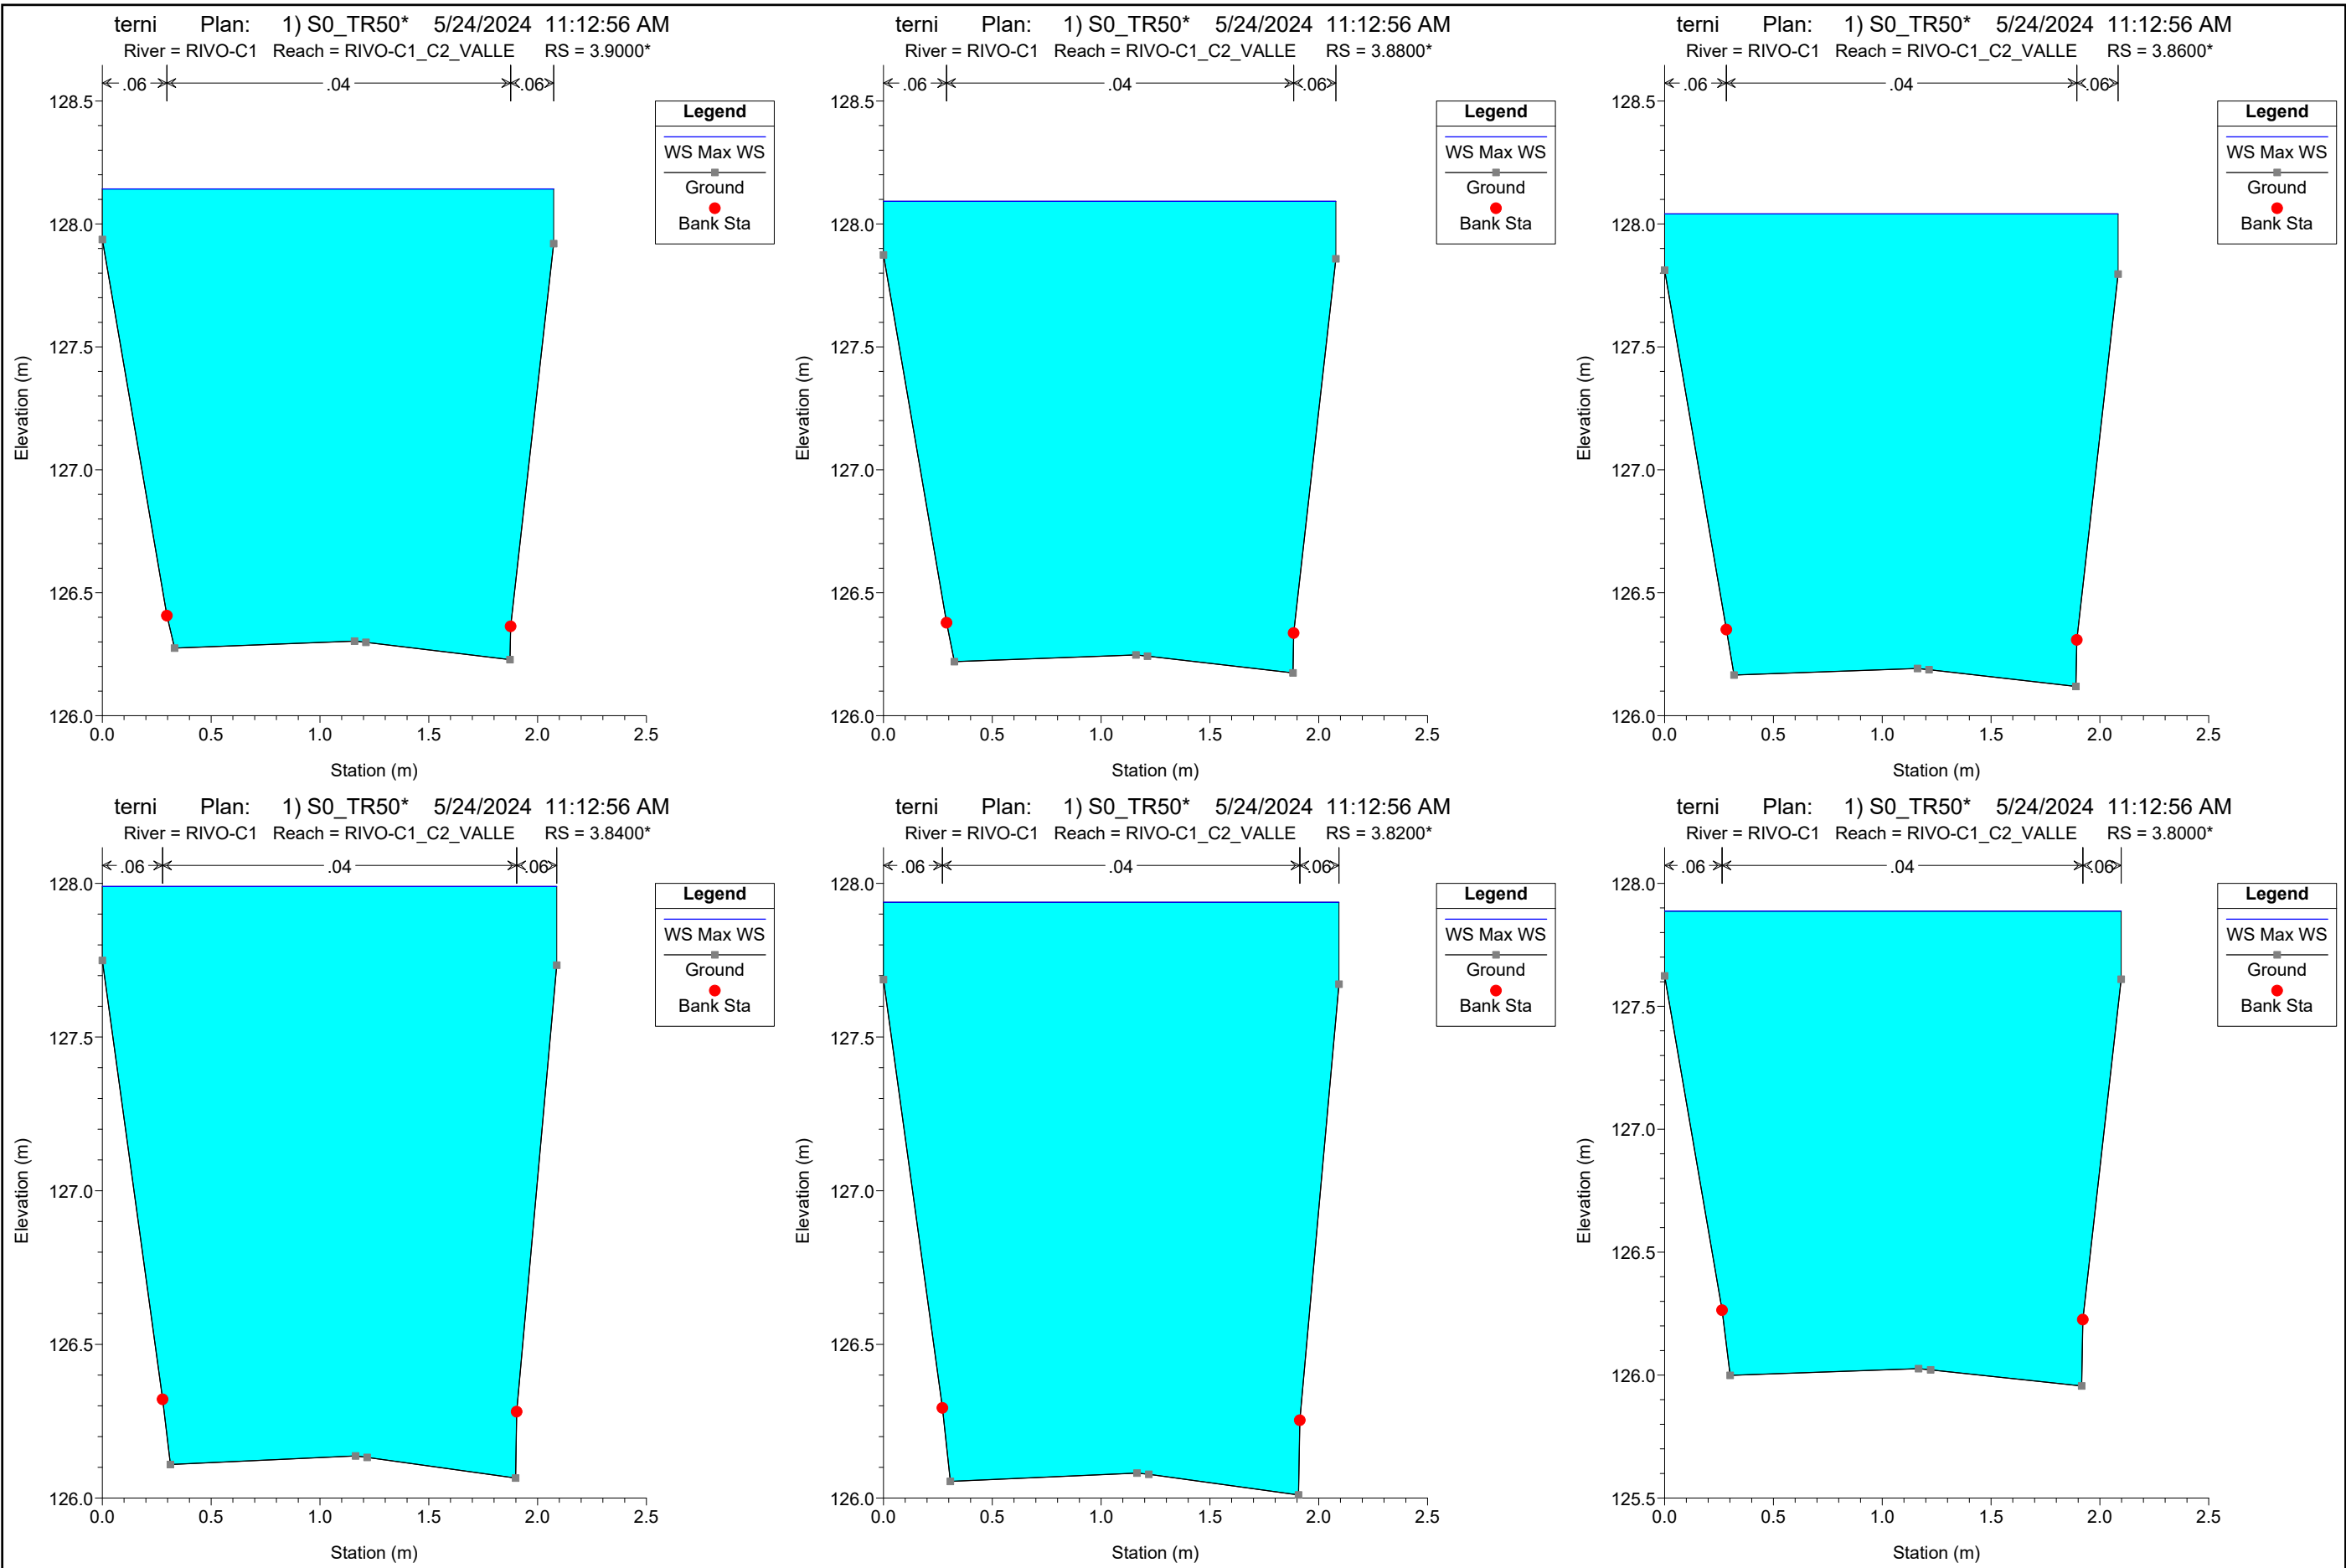 terni Plan: 1) S0_TR50* 5/24/2024 11:12:56 AM
River = RIVO-C1 Reach = RIVO-C1_C2_VALLE RS = 3.9000*
.06 .04 .06
Legend
WS Max WS
Ground
Bank Sta
128.5
128.0
127.5
127.0
126.5
126.0
0.0 0.5 1.0 1.5 2.0 2.5
Elevation (m)
Station (m)
terni Plan: 1) S0_TR50* 5/24/2024 11:12:56 AM
River = RIVO-C1 Reach = RIVO-C1_C2_VALLE RS = 3.8800*
.06 .04 .06
Legend
WS Max WS
Ground
Bank Sta
128.5
128.0
127.5
127.0
126.5
126.0
0.0 0.5 1.0 1.5 2.0 2.5
Elevation (m)
Station (m)
terni Plan: 1) S0_TR50* 5/24/2024 11:12:56 AM
River = RIVO-C1 Reach = RIVO-C1_C2_VALLE RS = 3.8600*
.06 .04 .06
Legend
WS Max WS
Ground
Bank Sta
128.5
128.0
127.5
127.0
126.5
126.0
0.0 0.5 1.0 1.5 2.0 2.5
Elevation (m)
Station (m)
terni Plan: 1) S0_TR50* 5/24/2024 11:12:56 AM
River = RIVO-C1 Reach = RIVO-C1_C2_VALLE RS = 3.8400*
.06 .04 .06
Legend
WS Max WS
Ground
Bank Sta
128.0
127.5
127.0
126.5
126.0
0.0 0.5 1.0 1.5 2.0 2.5
Elevation (m)
Station (m)
terni Plan: 1) S0_TR50* 5/24/2024 11:12:56 AM
River = RIVO-C1 Reach = RIVO-C1_C2_VALLE RS = 3.8200*
.06 .04 .06
Legend
WS Max WS
Ground
Bank Sta
128.0
127.5
127.0
126.5
126.0
0.0 0.5 1.0 1.5 2.0 2.5
Elevation (m)
Station (m)
terni Plan: 1) S0_TR50* 5/24/2024 11:12:56 AM
River = RIVO-C1 Reach = RIVO-C1_C2_VALLE RS = 3.8000*
.06 .04 .06
Legend
WS Max WS
Ground
Bank Sta
128.0
127.5
127.0
126.5
126.0
125.5
0.0 0.5 1.0 1.5 2.0 2.5
Elevation (m)
Station (m)